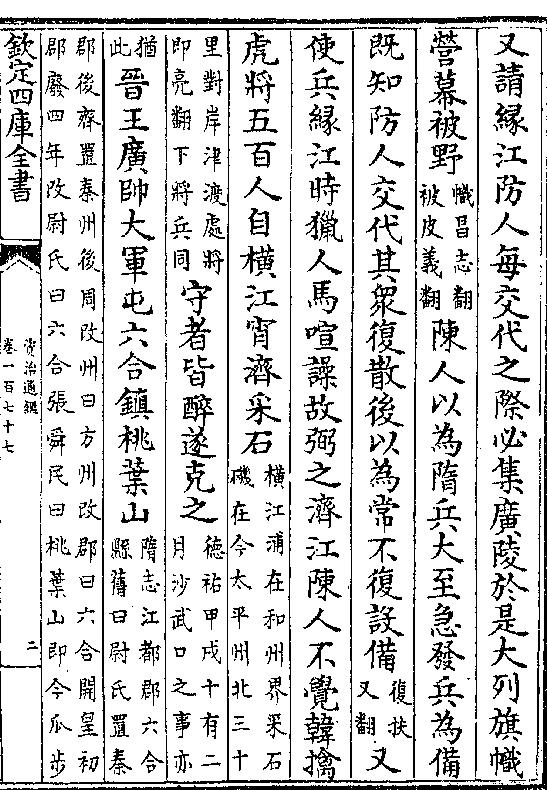 又請緣江防人每交代之際必集廣陵於是大列旗幟
營幕被野幟昌志翻
被皮義翻陳人以為隋兵大至急發兵為備
既知防人交代其衆復散後以為常不復設備復扶
又翻又
使兵緣江時獵人馬喧譟故弼之濟江陳人不覺韓擒
虎將五百人自横江宵濟采石横江浦在和州界采石
磯在今太平州北三十
里對岸津渡處將
即亮翻下將兵同守者皆醉遂克之德祐甲戌十有二
月沙武口之事亦
猶
此晉王廣帥大軍屯六合鎮桃葉山隋志江都郡六合
縣舊曰尉氏置秦
郡後齊置秦州後周改州曰方州改郡曰六合開皇初
郡廢四年改尉氏曰六合張舜民曰桃葉山即今瓜步
欽定四庫全書
資治通鑑
卷一百七十七
二